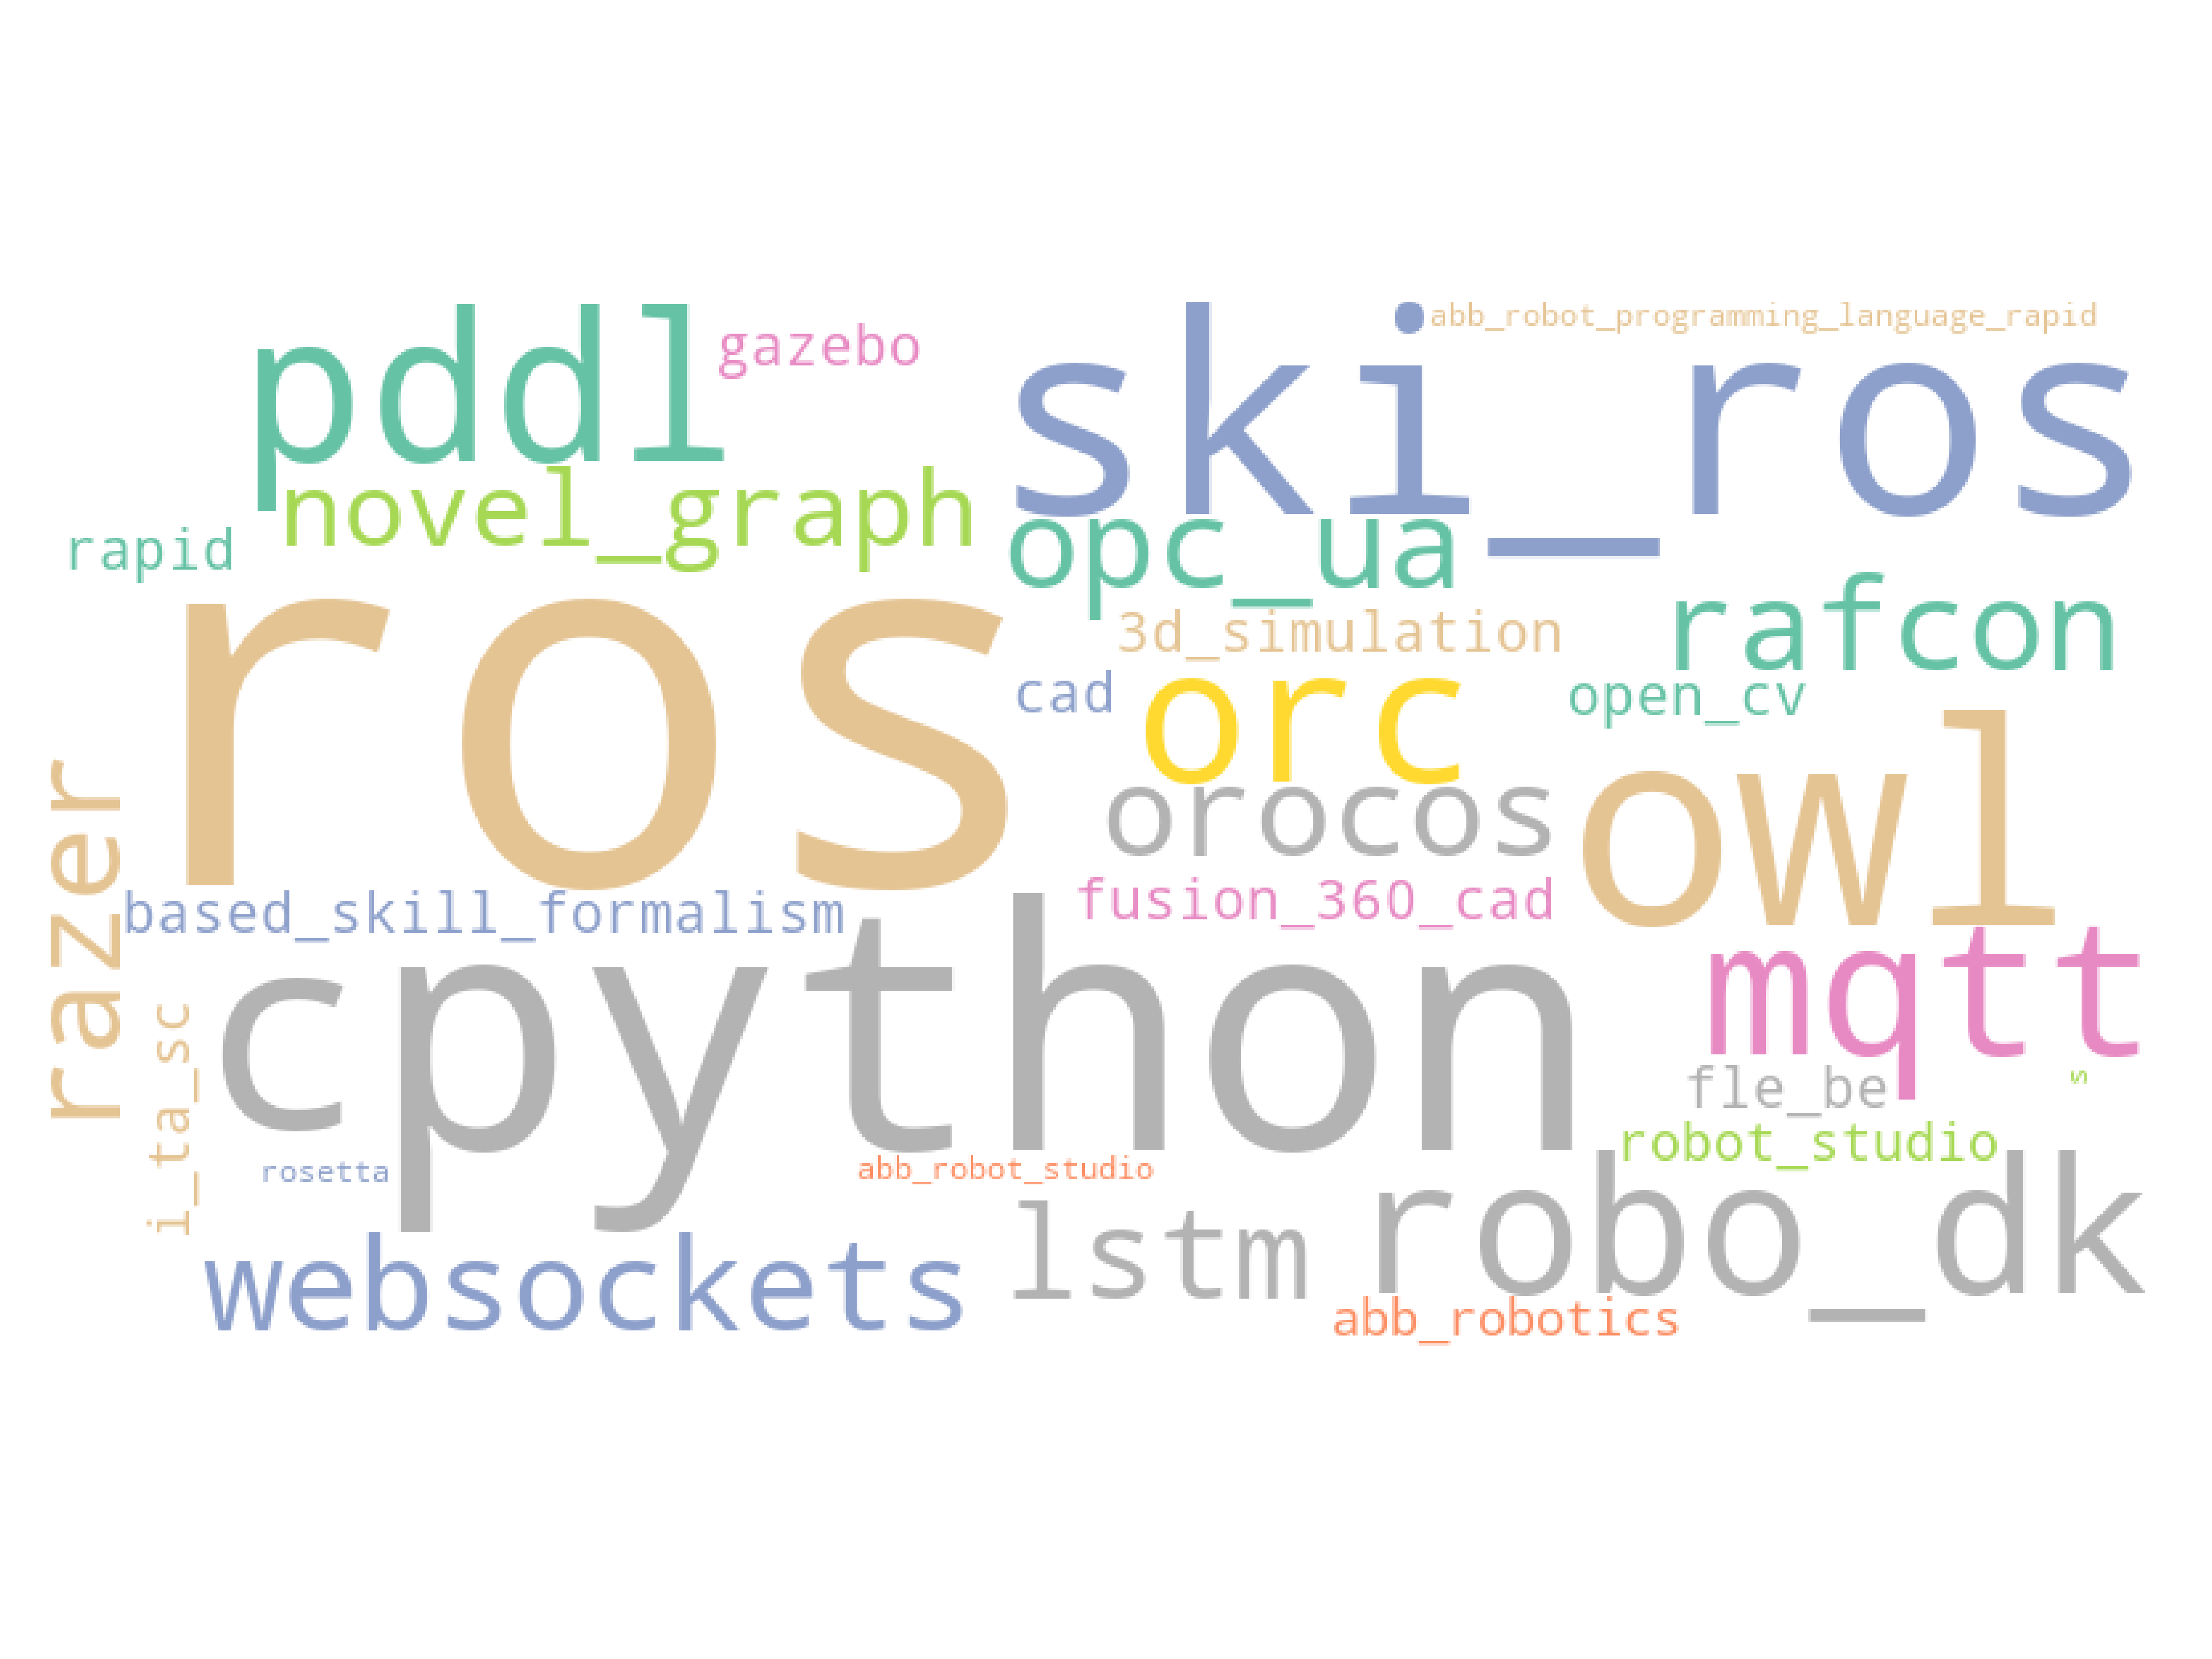 pddl
gazebo
ski_ros
abb_robot_programming_language_rapid
novel_graph
opc_ua
rapid
ros
3d_simulation
rafcon
cad
orc
open_cv
owl
orocos
razer
based_skill_formalism
fusion_360_cad
cpython
mqtt
i_ta_sc
fle_be
s
robot_studio
rosetta
abb_robot_studio
robo_dk
websockets
lstm
abb_robotics